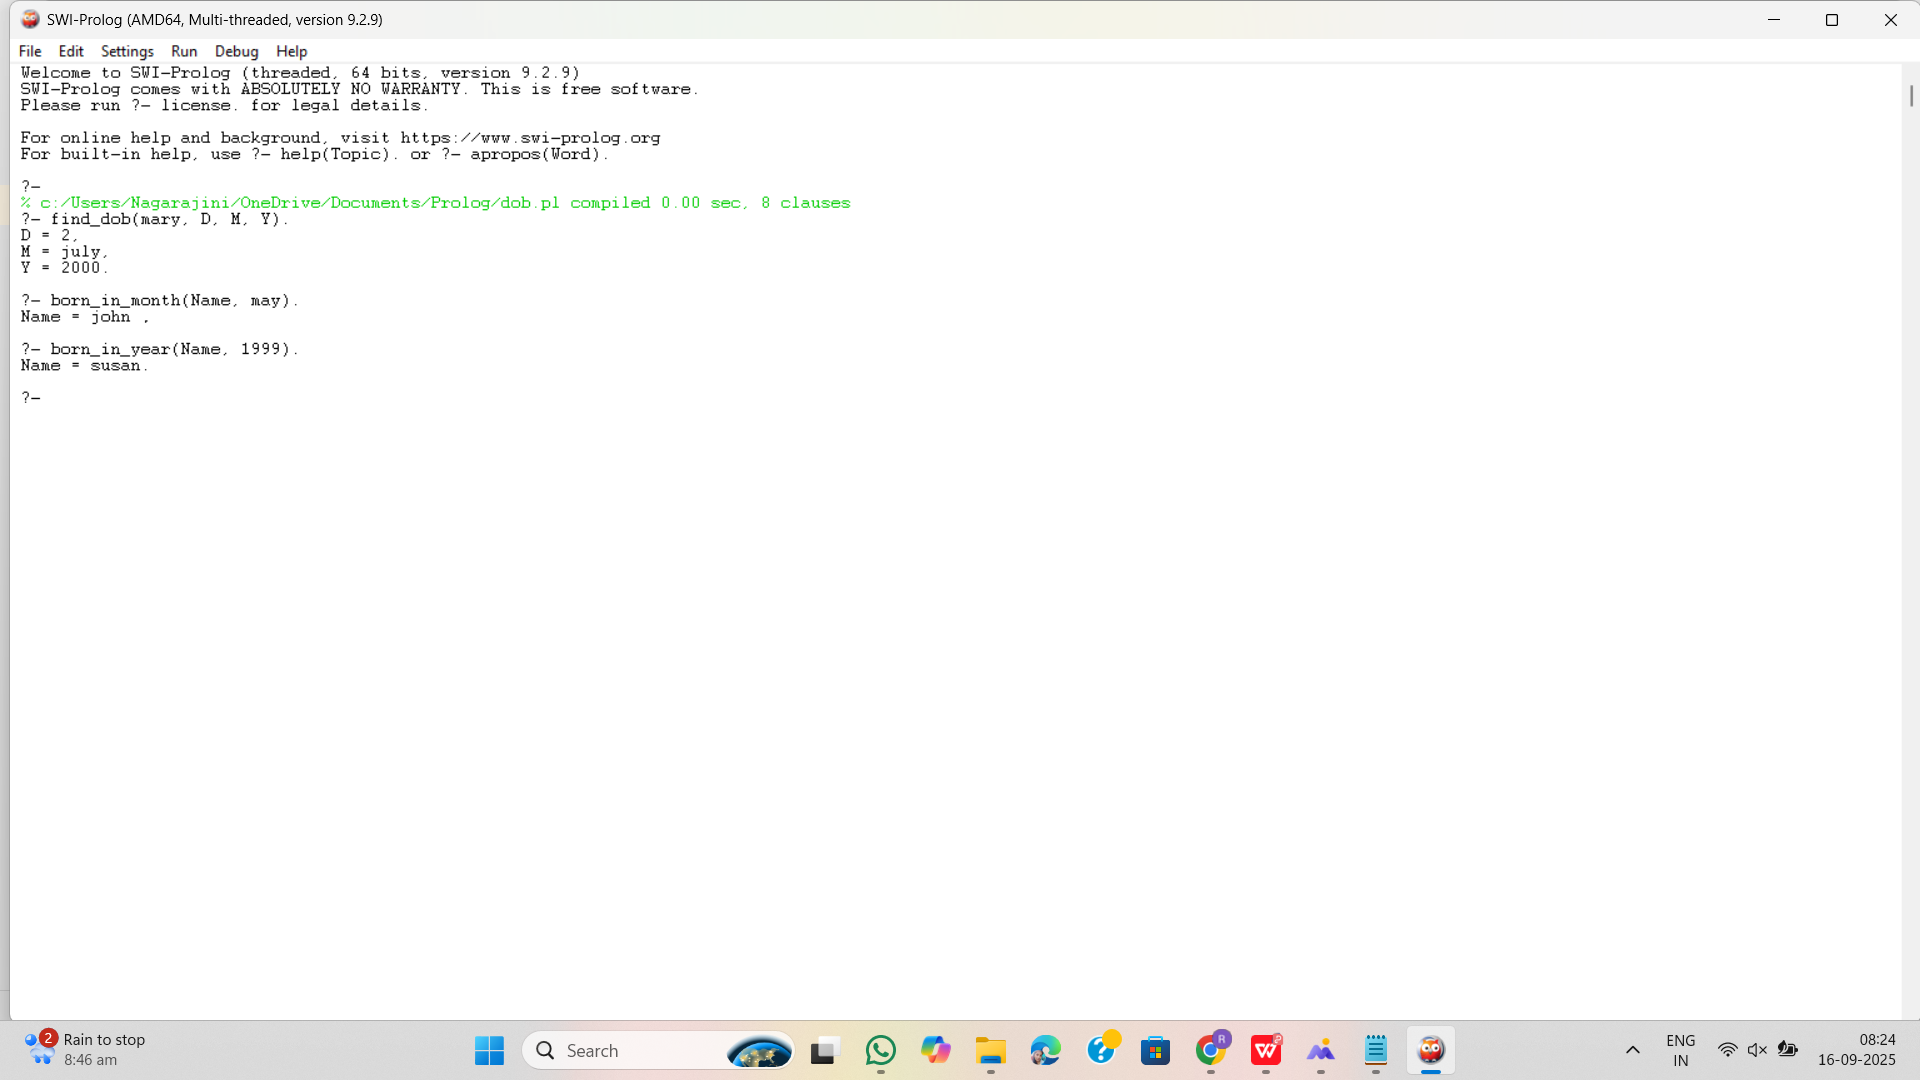 SWI-Prolog (AMD64, Multi-threaded, version 9.2.9)
File Edit Settings Run Debug Help
Welcome to SWI-Prolog (threaded, 64 bits, version 9.2.9)
SWI-Prolog comes with ABSOLUTELY NO WARRANTY. This is free software.
Please run ?- license. for legal details.
For online help and background, visit https://www.swi-prolog.org
For built-in help, use ?- help(Topic). or ?- apropos(Word).
?-
% c:/Users/Nagarajini/OneDrive/Documents/Prolog/dob.pl compiled 0.00 sec, 8 clauses
?- find_dob(mary, D, M, Y).
D = 2,
M = july,
Y = 2000.
?- born_in_month(Name, may).
Name = john .
?- born_in_year(Name, 1999).
Name = susan.
?-
2
Rain to stop
8:46 am
Search
R
W
ENG
IN
08:24
16-09-2025